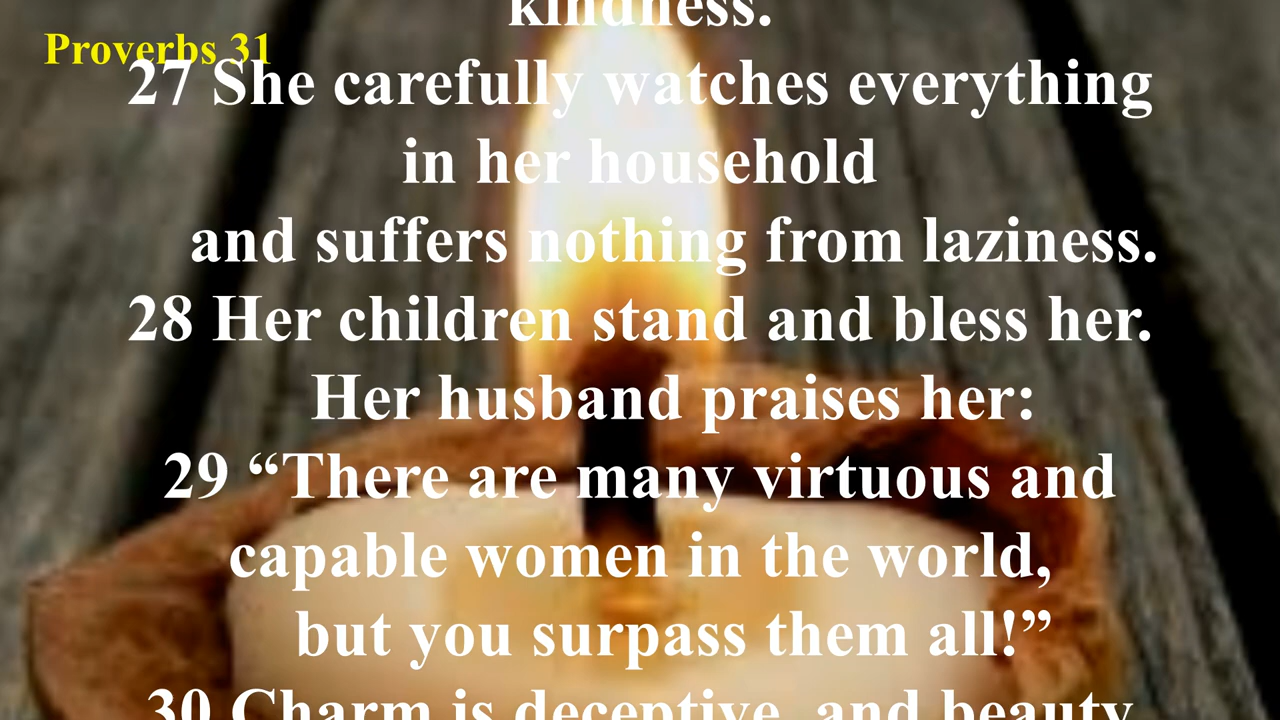 kindness.
Proverbs 31
27 She carefully watches everything
in her household
and suffers nothing from laziness.
28 Her children stand and bless her.
Her husband praises her:
29 “There are many virtuous and
capable women in the world,
but you surpass them all!”
30 Charm is deceptive, and beauty